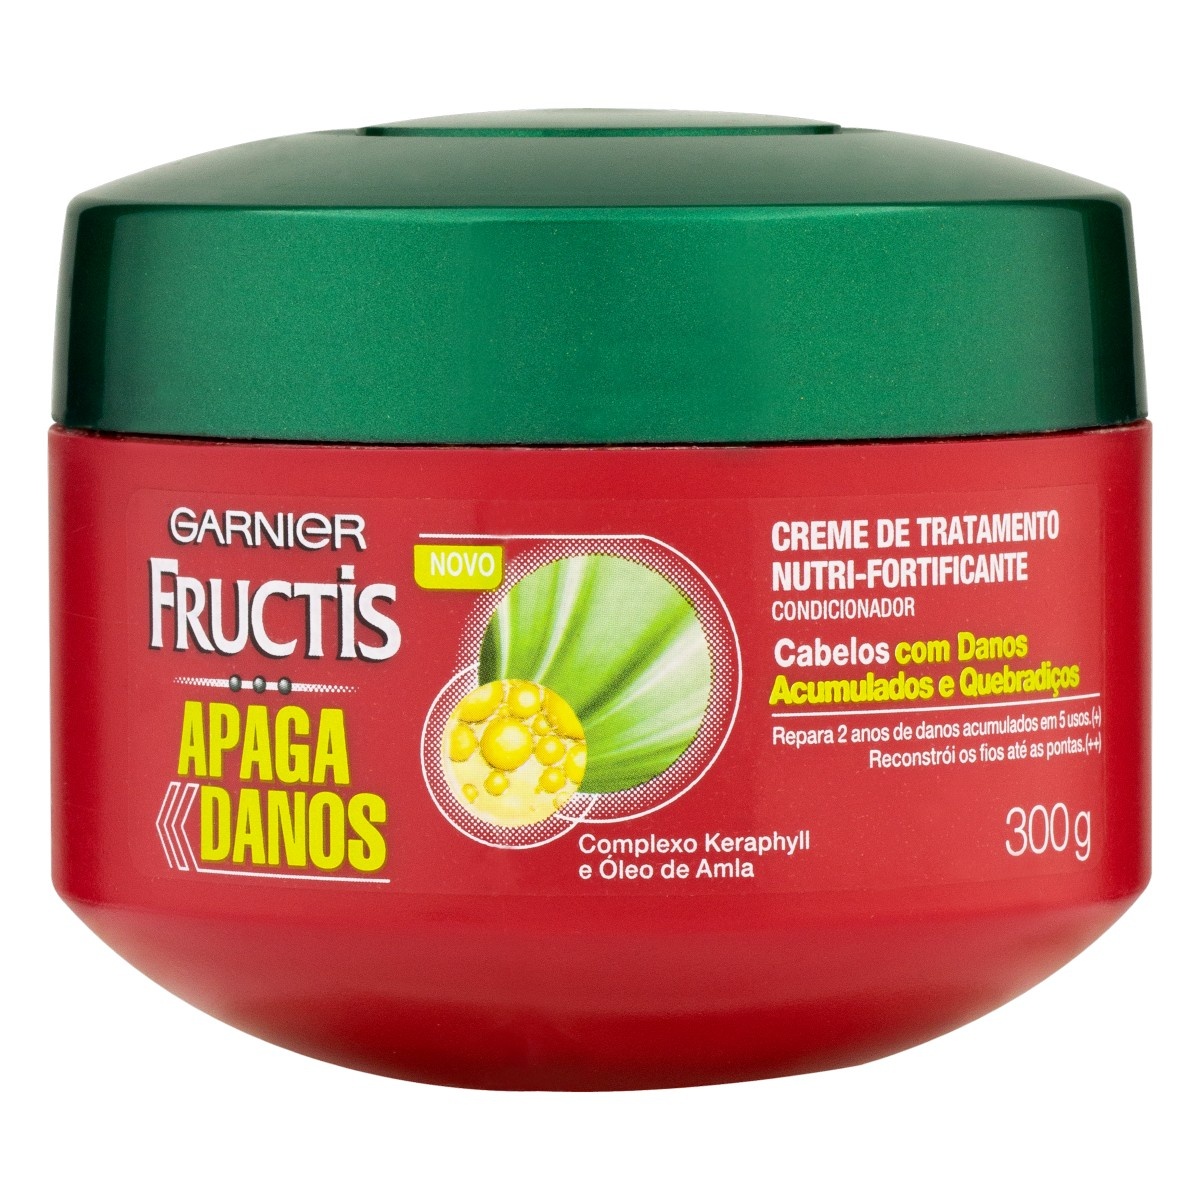 GARNIER
FRUCTIS
APAGA
DANOS
NOVO
Complexo Keraphyll
e Óleo de Amla
CREME DE TRATAMENTO
NUTRI-FORTIFICANTE
CONDICIONADOR
Cabelos com Danos
Acumulados e Quebradiços
Repara 2 anos de danos acumulados em 5 usos.(+)
Reconstrói os fios até as pontas.(++)
300g